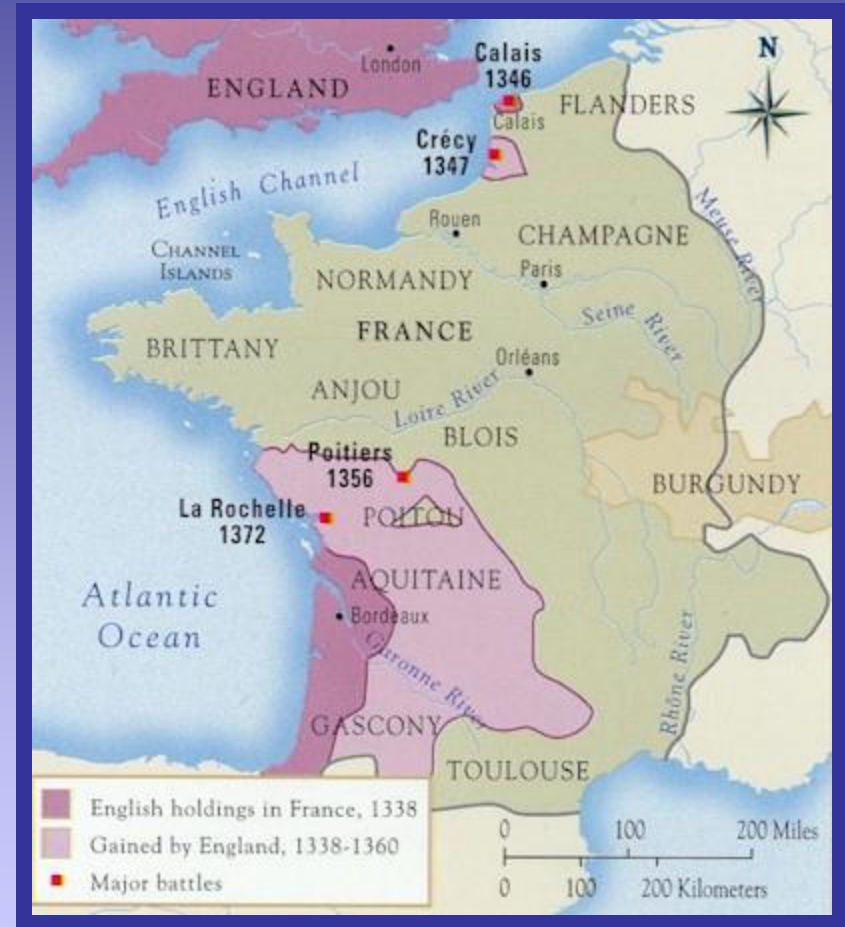 N
London
ENGLAND
Calais
1346
FLANDERS
Calais
Crécy
1347
English Channel
Meuse River
Rouen
CHAMPAGNE
CHANNEL
ISLANDS
NORMANDY
Paris
Seine River
FRANCE
BRITTANY
Orléans
ANJOU
Loire River
BLOIS
Poitiers
1356
BURGUNDY
La Rochelle
1372
POITOU
AQUITAINE
Atlantic
Ocean
Bordeaux
Garonne River
Rhône River
GASCONY
TOULOUSE
English holdings in France, 1338
Gained by England, 1338-1360
Major battles
0 100 200 Miles
0 100 200 Kilometers